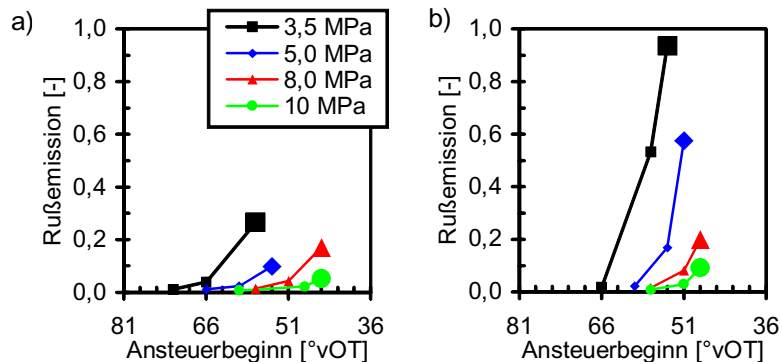 a)
Rußemission [-]
1,0
0,8
0,6
0,4
0,2
0,0
81 66 51 36
Ansteuerbeginn [°vOT]
3,5 MPa
5,0 MPa
8,0 MPa
10 MPa
b)
Rußemission [-]
1,0
0,8
0,6
0,4
0,2
0,0
81 66 51 36
Ansteuerbeginn [°vOT]